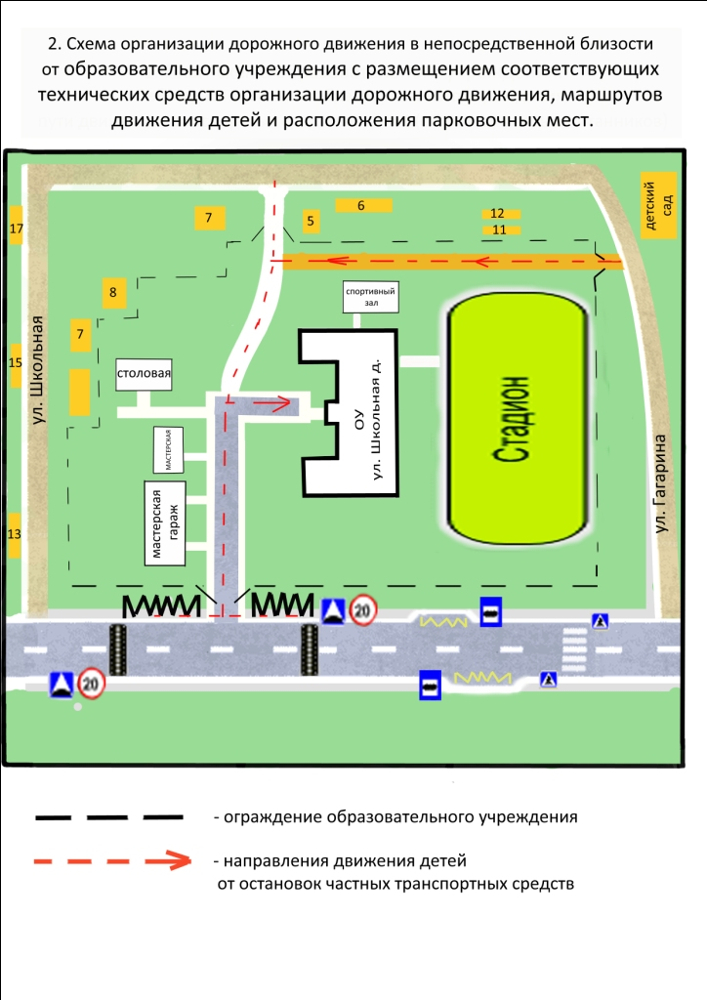 2. Схема организации дорожного движения в непосредственной близости
от образовательного учреждения с размещением соответствующих
технических средств организации дорожного движения, маршрутов
движения детей и расположения парковочных мест.
детский
сад
6
7
5
12
11
17
8
спортивный
зал
7
15
ул. Школьная
столовая
ОУ
ул. Школьная д.
Стадион
МАСТЕРСКАЯ
ул. Гагарина
мастерская
гараж
13
20
20
- ограждение образовательного учреждения
- направления движения детей
от остановок частных транспортных средств